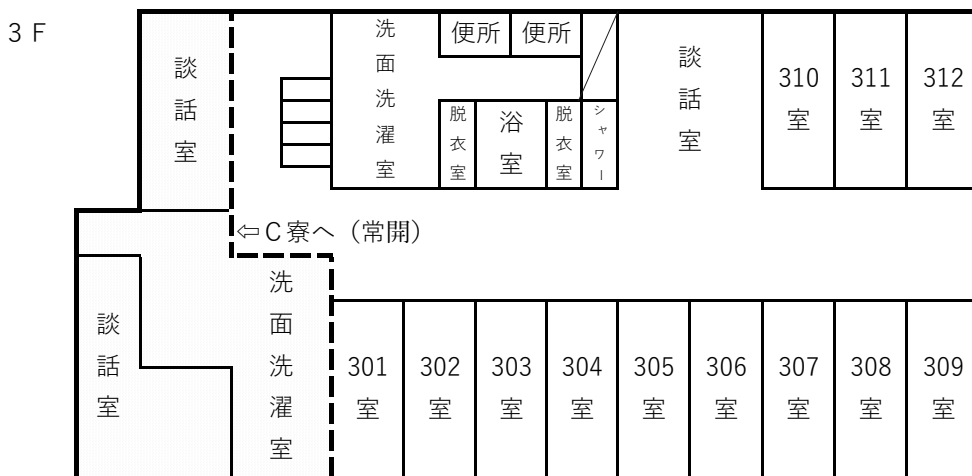 3 F
談話室
洗面洗濯室
便所
便所
脱衣室
浴室
脱衣室
シャワー
談話室
310室
311室
312室
⇦C寮へ（常開）
談話室
洗面洗濯室
301室
302室
303室
304室
305室
306室
307室
308室
309室